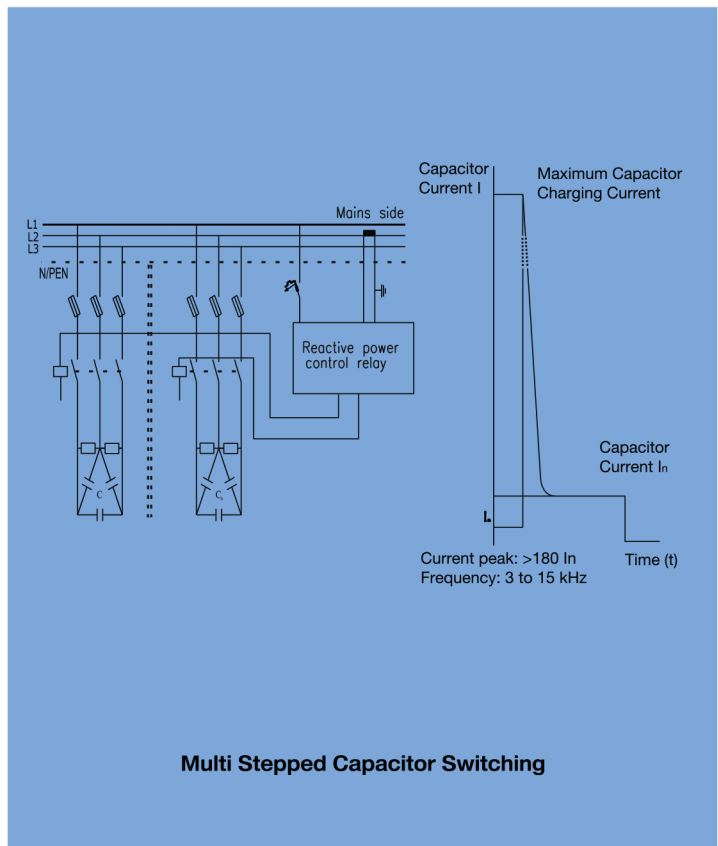 Capacitor
Current I
Maximum Capacitor
Charging Current
Mains side
L1
L2
L3
N/PEN
Reactive power
control relay
C
Capacitor
Current In
Current peak: >180 In
Frequency: 3 to 15 kHz
Time (t)
Multi Stepped Capacitor Switching